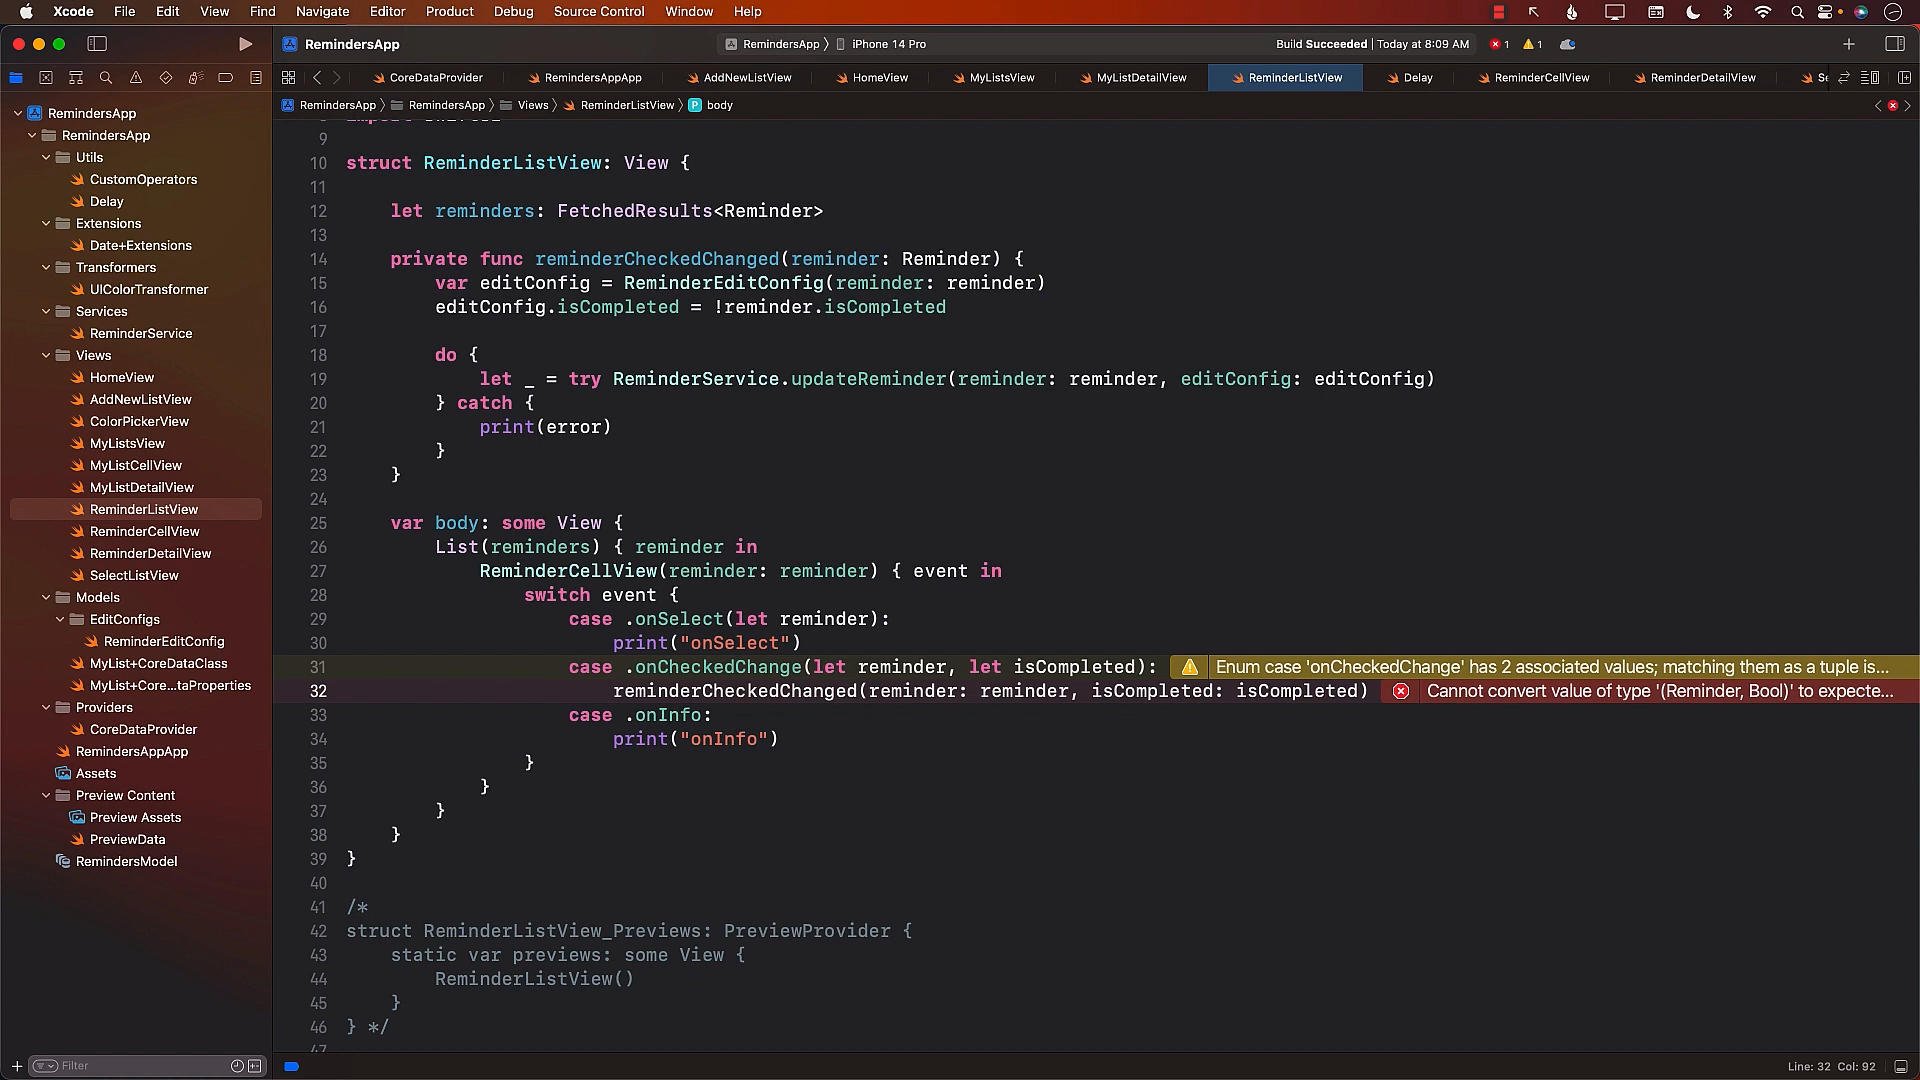 Xcode File Edit View Find Navigate Editor Product Debug Source Control Window Help
RemindersApp
RemindersApp
iPhone 14 Pro
Build Succeeded | Today at 8:09 AM
1
1
CoreDataProvider
RemindersAppApp
AddNewListView
HomeView
MyListsView
MyListDetailView
ReminderListView
Delay
ReminderCellView
ReminderDetailView
Se
RemindersApp
RemindersApp
Views
ReminderListView
P body
RemindersApp
RemindersApp
Utils
CustomOperators
Delay
Extensions
Date+Extensions
Transformers
UIColorTransformer
Services
ReminderService
Views
HomeView
AddNewListView
ColorPickerView
MyListsView
MyListCellView
MyListDetailView
ReminderListView
ReminderCellView
ReminderDetailView
SelectListView
Models
EditConfigs
ReminderEditConfig
MyList+CoreDataClass
MyList+Core...taProperties
Providers
CoreDataProvider
RemindersAppApp
Assets
Preview Content
Preview Assets
PreviewData
RemindersModel
Filter
9
10 struct ReminderListView: View {
11
12 let reminders: FetchedResults<Reminder>
13
14 private func reminderCheckedChanged(reminder: Reminder) {
15 var editConfig = ReminderEditConfig(reminder: reminder)
16 editConfig.isCompleted = !reminder.isCompleted
17
18 do {
19 let _ = try ReminderService.updateReminder(reminder: reminder, editConfig: editConfig)
20 } catch {
21 print(error)
22 }
23 }
24
25 var body: some View {
26 List(reminders) { reminder in
27 ReminderCellView(reminder: reminder) { event in
28 switch event {
29 case .onSelect(let reminder):
30 print("onSelect")
31 case .onCheckedChange(let reminder, let isCompleted): Enum case 'onCheckedChange' has 2 associated values; matching them as a tuple is...
32 reminderCheckedChanged(reminder: reminder, isCompleted: isCompleted) Cannot convert value of type '(Reminder, Bool)' to expecte...
33 case .onInfo:
34 print("onInfo")
35 }
36 }
37 }
38 }
39 }
40
41 /*
42 struct ReminderListView_Previews: PreviewProvider {
43 static var previews: some View {
44 ReminderListView()
45 }
46 } */
47
Line: 32 Col: 92